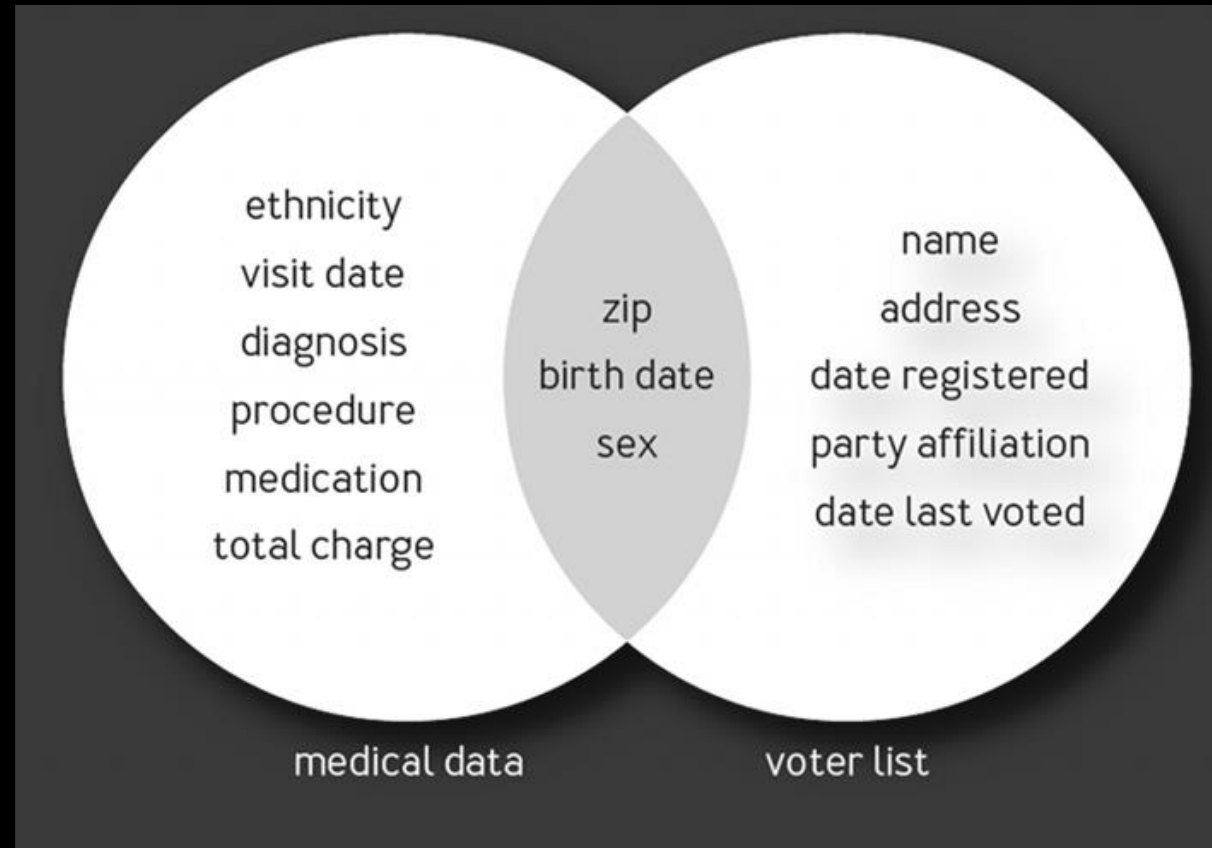 ethnicity
visit date
diagnosis
procedure
medication
total charge
zip
birth date
sex
name
address
date registered
party affiliation
date last voted
medical data
voter list